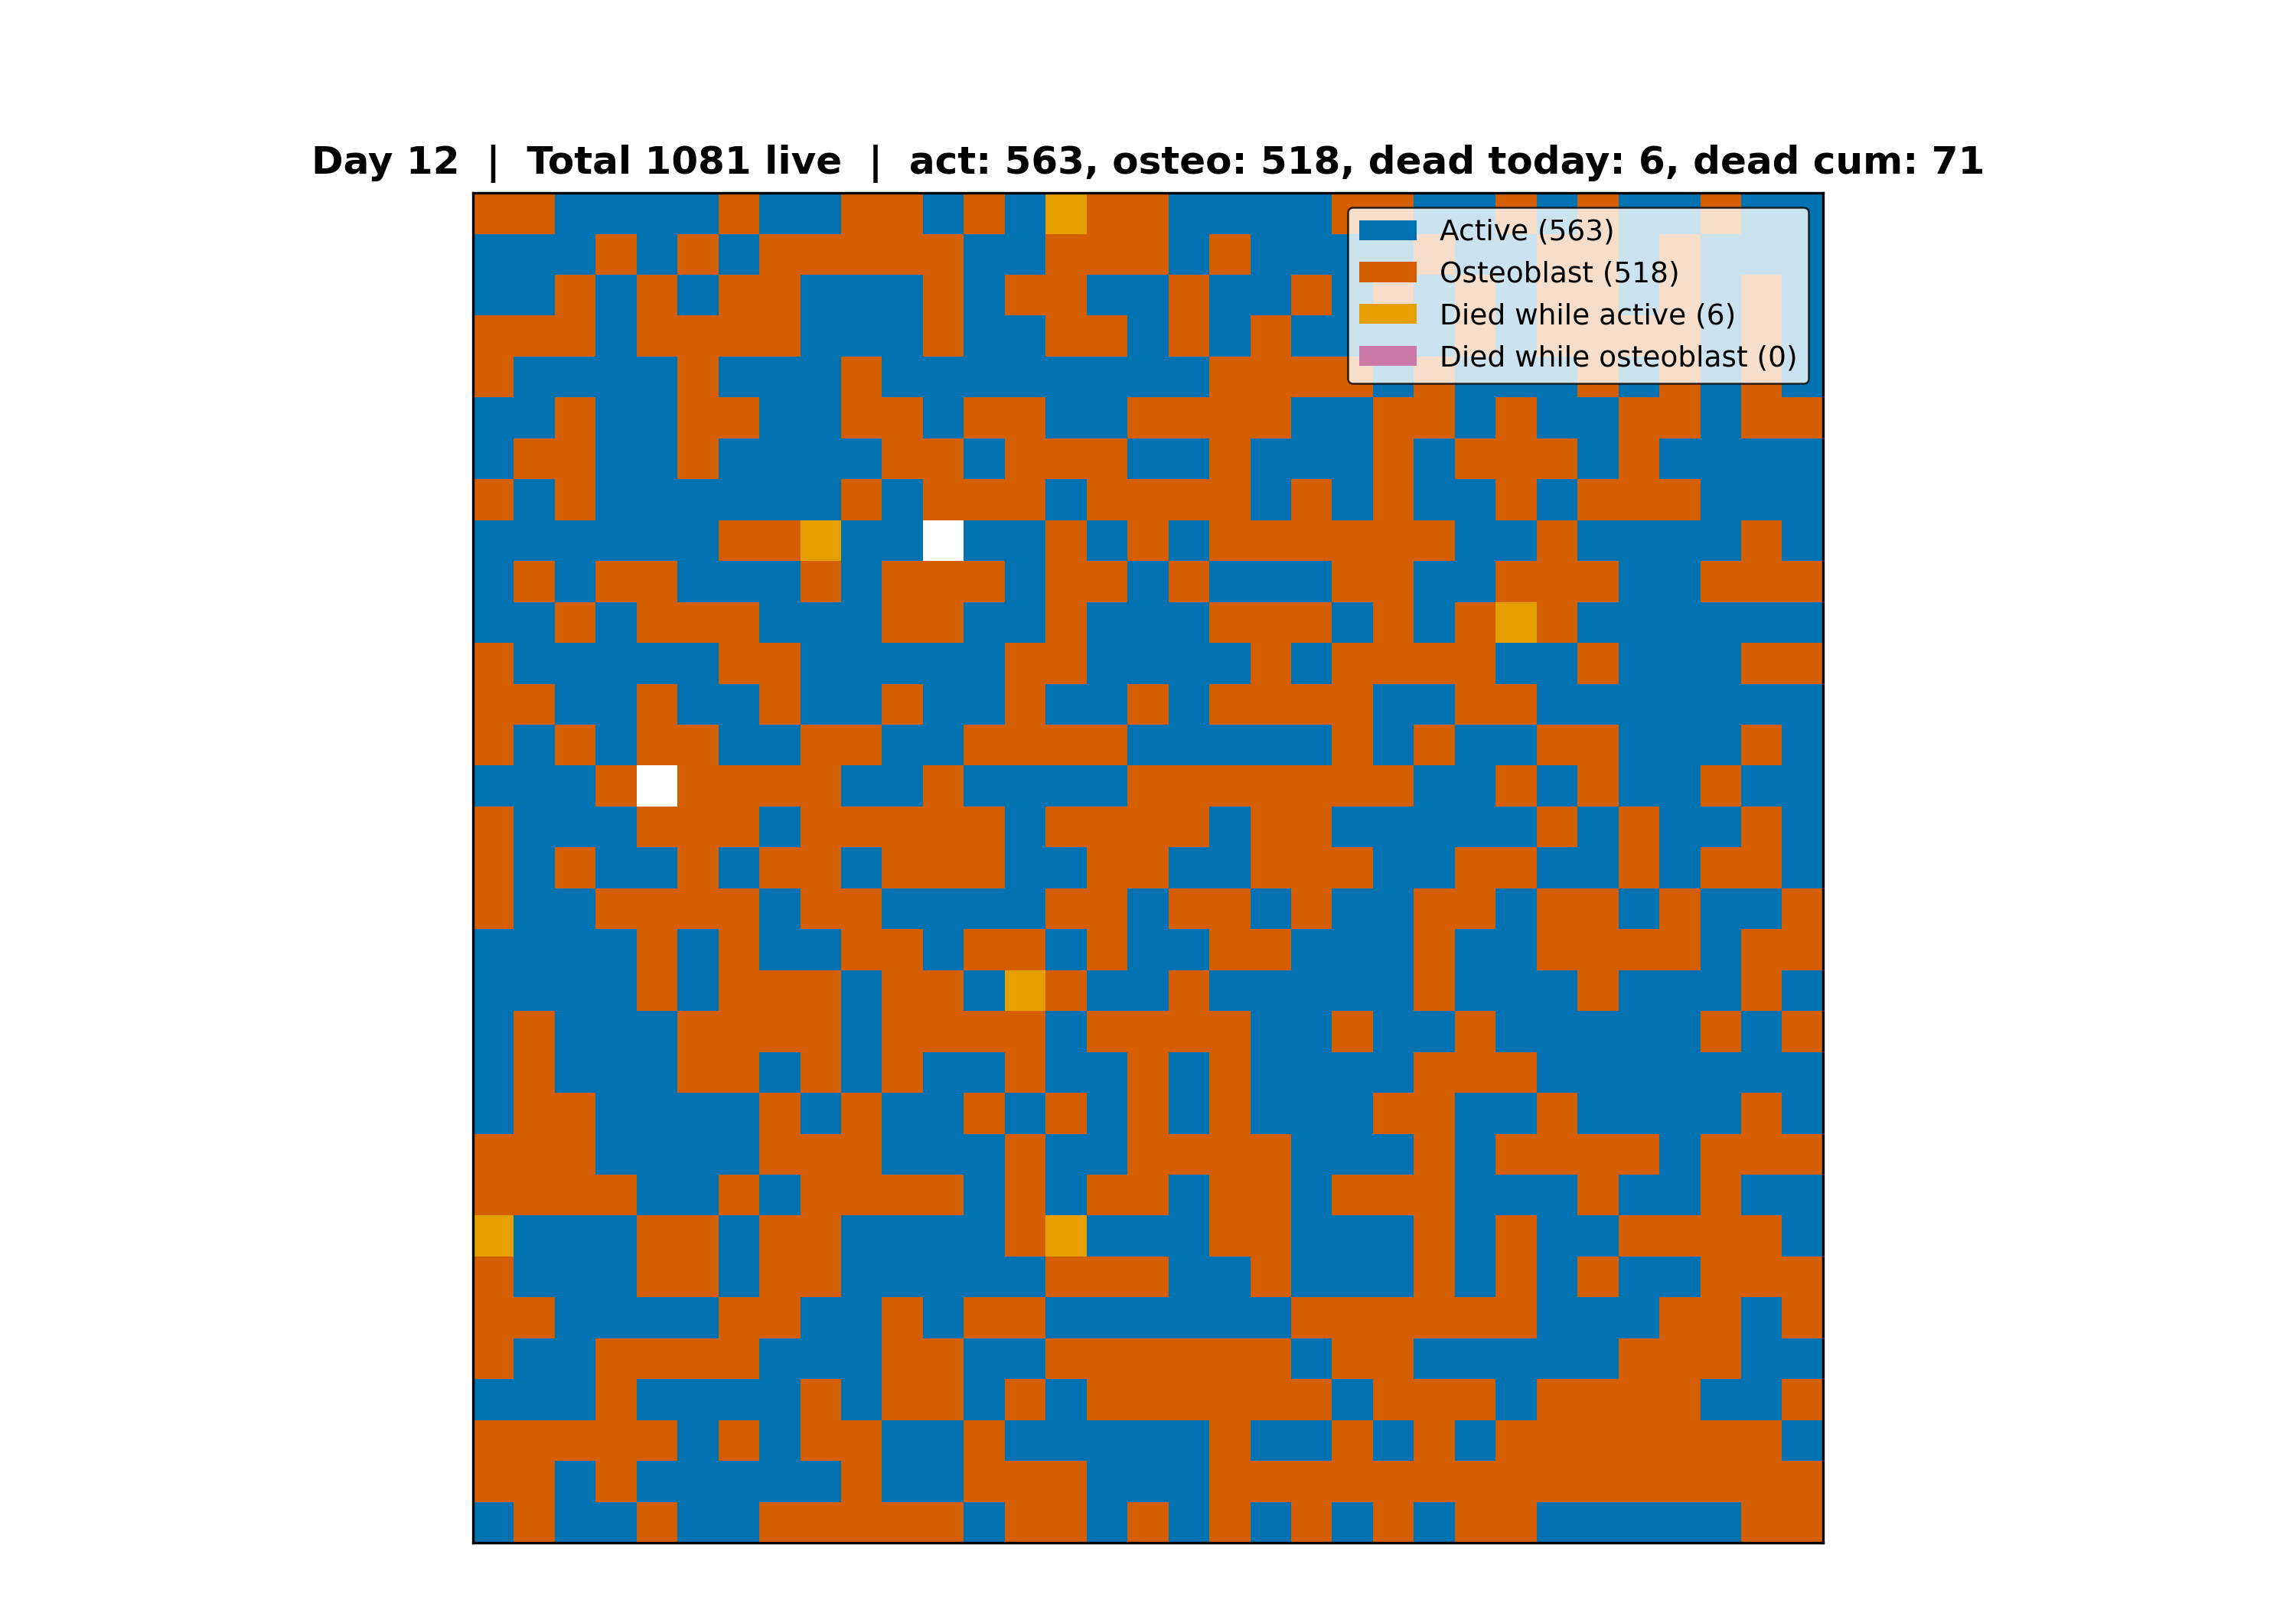 Day 12 | Total 1081 live | act: 563, osteo: 518, dead today: 6, dead cum: 71
Active (563)
Osteoblast (518)
Died while active (6)
Died while osteoblast (0)